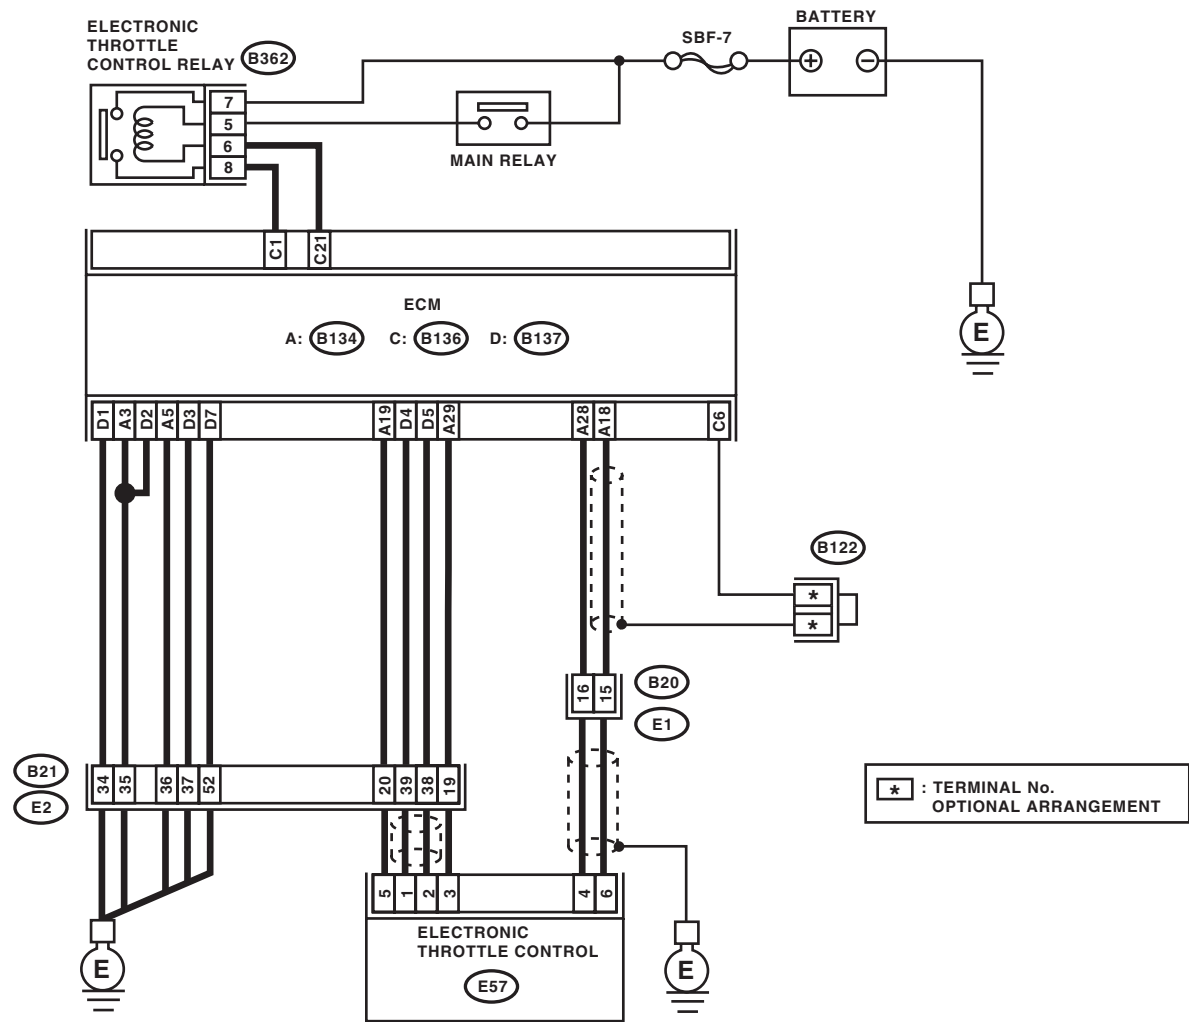 BATTERY
ELECTRONIC
THROTTLE
CONTROL RELAY B362
SBF-7
7
5
6
8
MAIN RELAY
C1 C21
E
ECM
A: B134 C: B136 D: B137
D1 A3 D2 A5 D3 D7 A19 D4 D5 A29 A28 A18 C6
B122
*
*
16 15
B20
E1
B21
E2
34 35 36 37 52 20 39 38 19
* : TERMINAL No.
OPTIONAL ARRANGEMENT
5 1 2 3 4 6
ELECTRONIC
THROTTLE CONTROL
E57
E
E